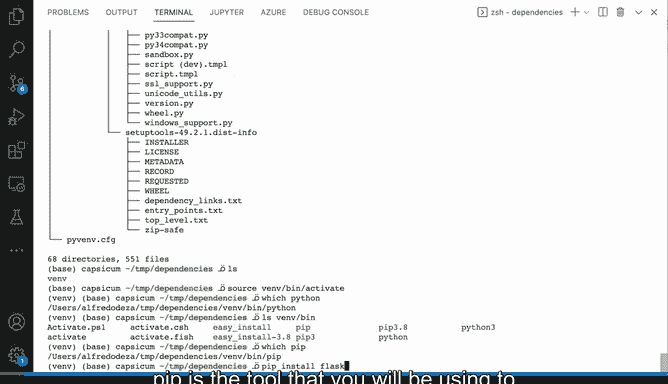 PROBLEMS OUTPUT TERMINAL JUPYTER AZURE DEBUG CONSOLE
zsh - dependencies
py33compat.py
py34compat.py
sandbox.py
script (dev).tmpl
script.tmpl
ssl_support.py
unicode_utils.py
version.py
wheel.py
windows_support.py
setuptools-49.2.1.dist-info
INSTALLER
LICENSE
METADATA
RECORD
REQUESTED
WHEEL
dependency_links.txt
entry_points.txt
top_level.txt
zip-safe
pyvenv.cfg
68 directories, 551 files
(base) capsicum ~/tmp/dependencies ls
venv
(base) capsicum ~/tmp/dependencies source venv/bin/activate
(venv) (base) capsicum ~/tmp/dependencies which python
/Users/alfredodeza/tmp/dependencies/venv/bin/python
(venv) (base) capsicum ~/tmp/dependencies ls venv/bin
Activate.ps1 activate.csh easy_install pip pip3.8 python3
activate activate.fish easy_install-3.8 pip3 python
(venv) (base) capsicum ~/tmp/dependencies which pip
/Users/alfredodeza/tmp/dependencies/venv/bin/pip
(venv) (base) capsicum ~/tmp/dependencies pip install flask
pip is the tool that you will be using to
6
1